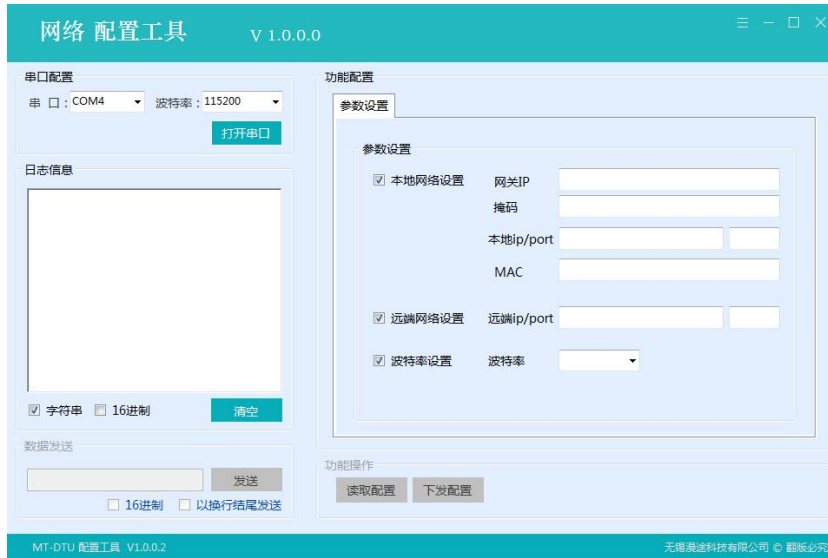 网络 配置工具 V 1.0.0.0
串口配置
串 口： COM4 波特率： 115200
打开串口
日志信息
字符串 16进制 清空
数据发送
发送
16进制 以换行结尾发送
功能配置
参数设置
参数设置
本地网络设置 网关IP
掩码
本地ip/port
MAC
远端网络设置 远端ip/port
波特率设置 波特率
功能操作
读取配置 下发配置
MT-DTU 配置工具 V1.0.0.2 无锡漫途科技有限公司 © 翻版必究